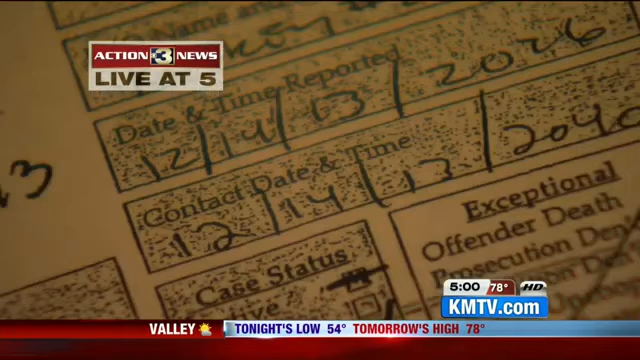 ACTION 3 NEWS
LIVE AT 5
Date & Time Reported
12/14/13/2026
Contact Date & Time
12/14/13/2040
Case Status
Exceptional
Offender Death
5:00 78° HD
KMTV.com
VALLEY TONIGHT'S LOW 54° TOMORROW'S HIGH 78°